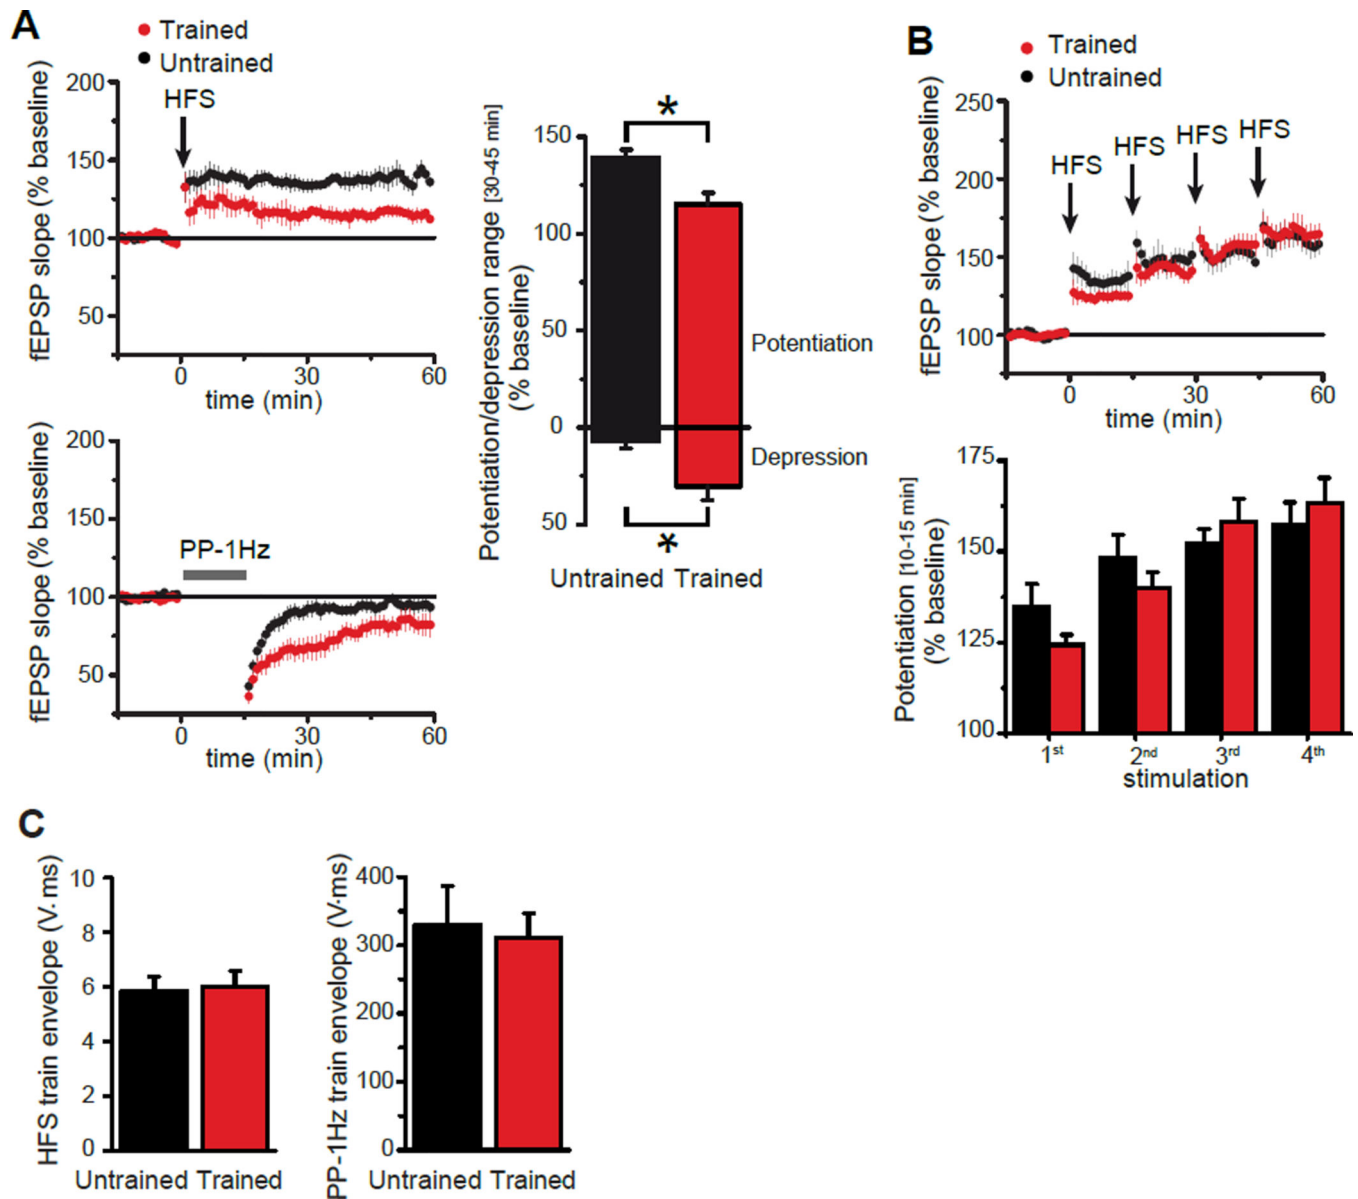 A
Trained
Untrained
fEPSP slope (% baseline)
200
150
100
50
HFS
0
30
60
time (min)
fEPSP slope (% baseline)
200
150
100
50
PP-1Hz
0
30
60
time (min)
Potentiation/depression range [30-45 min]
(% baseline)
150
100
50
0
50
*
*
Potentiation
Depression
Untrained
Trained
B
Trained
Untrained
fEPSP slope (% baseline)
250
200
150
100
HFS
HFS
HFS
HFS
0
30
60
time (min)
Potentiation [10-15 min]
(% baseline)
175
150
125
100
1st
2nd
3rd
4th
stimulation
C
HFS train envelope (V·ms)
10
8
6
4
2
0
Untrained
Trained
PP-1Hz train envelope (V·ms)
400
300
200
100
0
Untrained
Trained